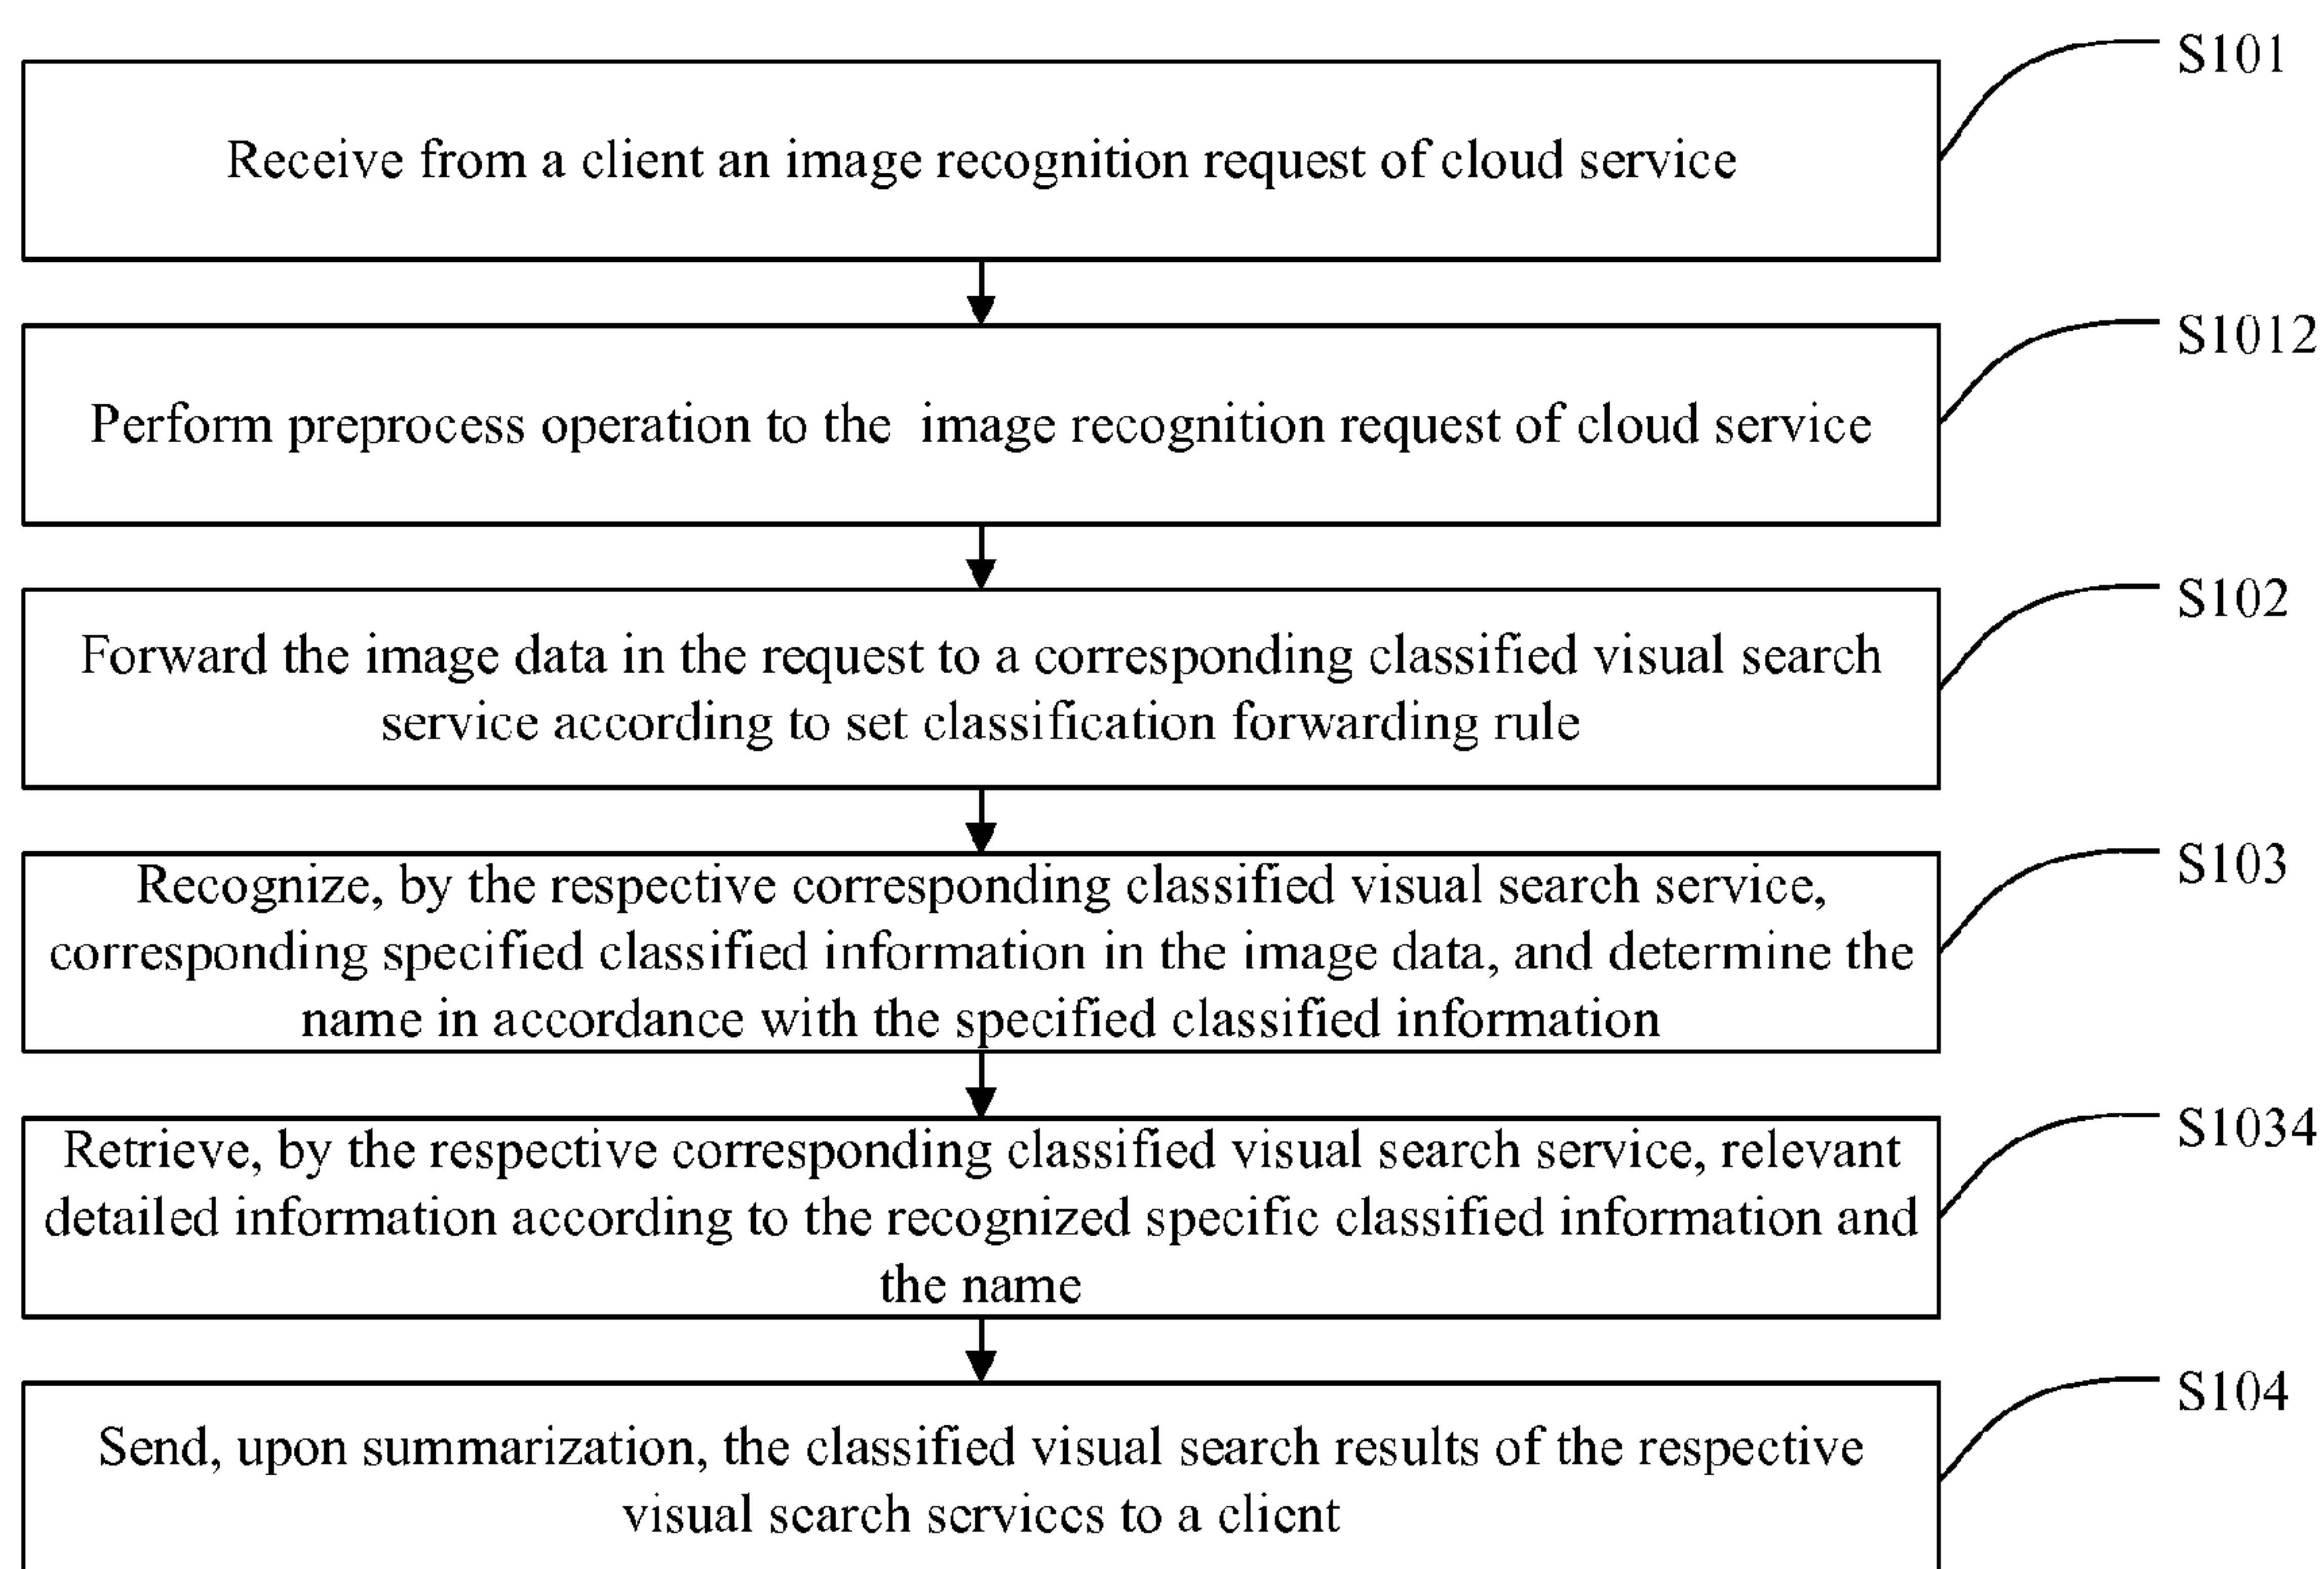 S101
Receive from a client an image recognition request of cloud service
S1012
Perform preprocess operation to the image recognition request of cloud service
S102
Forward the image data in the request to a corresponding classified visual search
service according to set classification forwarding rule
S103
Recognize, by the respective corresponding classified visual search service,
corresponding specified classified information in the image data, and determine the
name in accordance with the specified classified information
S1034
Retrieve, by the respective corresponding classified visual search service, relevant
detailed information according to the recognized specific classified information and
the name
S104
Send, upon summarization, the classified visual search results of the respective
visual search services to a client